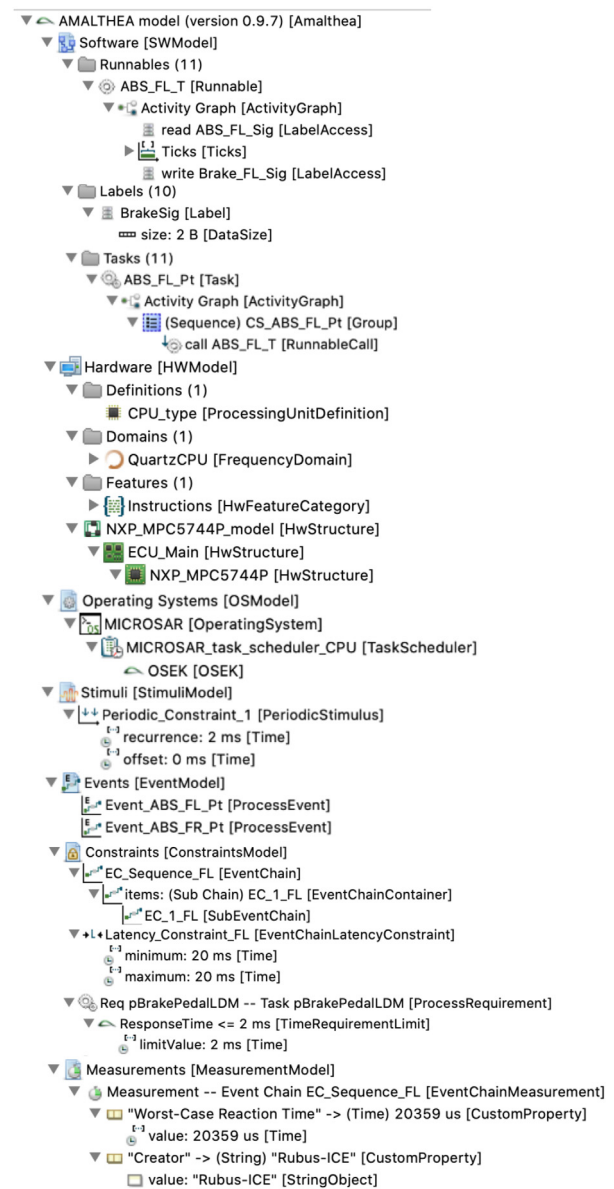 AMALTHEA model (version 0.9.7) [Amalthea]
Software [SWModel]
Runnables (11)
ABS_FL_T [Runnable]
Activity Graph [ActivityGraph]
read ABS_FL_Sig [LabelAccess]
Ticks [Ticks]
write Brake_FL_Sig [LabelAccess]
Labels (10)
BrakeSig [Label]
size: 2 B [DataSize]
Tasks (11)
ABS_FL_Pt [Task]
Activity Graph [ActivityGraph]
(Sequence) CS_ABS_FL_Pt [Group]
call ABS_FL_T [RunnableCall]
Hardware [HWModel]
Definitions (1)
CPU_type [ProcessingUnitDefinition]
Domains (1)
QuartzCPU [FrequencyDomain]
Features (1)
Instructions [HwFeatureCategory]
NXP_MPC5744P_model [HwStructure]
ECU_Main [HwStructure]
NXP_MPC5744P [HwStructure]
Operating Systems [OSModel]
MICROSAR [OperatingSystem]
MICROSAR_task_scheduler_CPU [TaskScheduler]
OSEK [OSEK]
Stimuli [StimuliModel]
Periodic_Constraint_1 [PeriodicStimulus]
recurrence: 2 ms [Time]
offset: 0 ms [Time]
Events [EventModel]
Event_ABS_FL_Pt [ProcessEvent]
Event_ABS_FR_Pt [ProcessEvent]
Constraints [ConstraintsModel]
EC_Sequence_FL [EventChain]
items: (Sub Chain) EC_1_FL [EventChainContainer]
EC_1_FL [SubEventChain]
Latency_Constraint_FL [EventChainLatencyConstraint]
minimum: 20 ms [Time]
maximum: 20 ms [Time]
Req pBrakePedalLDM -- Task pBrakePedalLDM [ProcessRequirement]
ResponseTime <= 2 ms [TimeRequirementLimit]
limitValue: 2 ms [Time]
Measurements [MeasurementModel]
Measurement -- Event Chain EC_Sequence_FL [EventChainMeasurement]
"Worst-Case Reaction Time" -> (Time) 20359 us [CustomProperty]
value: 20359 us [Time]
"Creator" -> (String) "Rubus-ICE" [CustomProperty]
value: "Rubus-ICE" [StringObject]